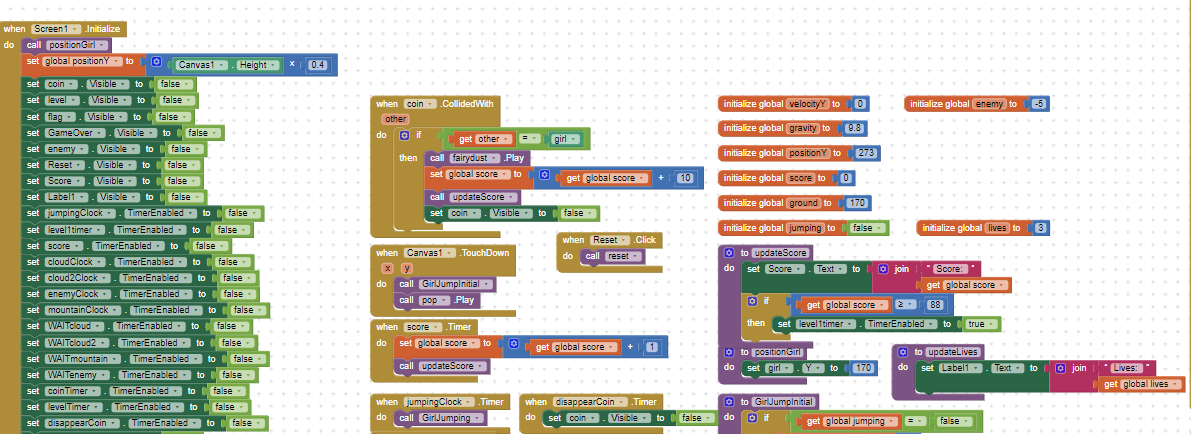 when Screen1 .Initialize
do call positionGirl
set global positionY to Canvas1 . Height × 0.4
set coin . Visible to false
set level . Visible to false
set flag . Visible to false
set GameOver . Visible to false
set enemy . Visible to false
set Reset . Visible to false
set Score . Visible to false
set Label1 . Visible to false
set jumpingClock . TimerEnabled to false
set level1timer . TimerEnabled to false
set score . TimerEnabled to false
set cloudClock . TimerEnabled to false
set cloud2Clock . TimerEnabled to false
set enemyClock . TimerEnabled to false
set mountainClock . TimerEnabled to false
set WAITcloud . TimerEnabled to false
set WAITcloud2 . TimerEnabled to false
set WAITmountain . TimerEnabled to false
set WAITenemy . TimerEnabled to false
set coinTimer . TimerEnabled to false
set levelTimer . TimerEnabled to false
set disappearCoin . TimerEnabled to false
when coin .CollidedWith
other
do if get other = girl
then call fairydust .Play
set global score to get global score + 10
call updateScore
set coin . Visible to false
when Canvas1 .TouchDown
x y
do call GirlJumpInitial
call pop .Play
when Reset .Click
do call reset
when score .Timer
do set global score to get global score + 1
call updateScore
when jumpingClock .Timer
do call GirlJumping
when disappearCoin .Timer
do set coin . Visible to false
initialize global velocityY to 0
initialize global enemy to -5
initialize global gravity to 9.8
initialize global positionY to 273
initialize global score to 0
initialize global ground to 170
initialize global jumping to false
initialize global lives to 3
to updateScore
do set Score . Text to join " Score: "
get global score
if get global score ≥ 88
then set level1timer . TimerEnabled to true
to positionGirl
do set girl . Y to 170
to updateLives
do set Label1 . Text to join " Lives: "
get global lives
to GirlJumpInitial
do if get global jumping = false